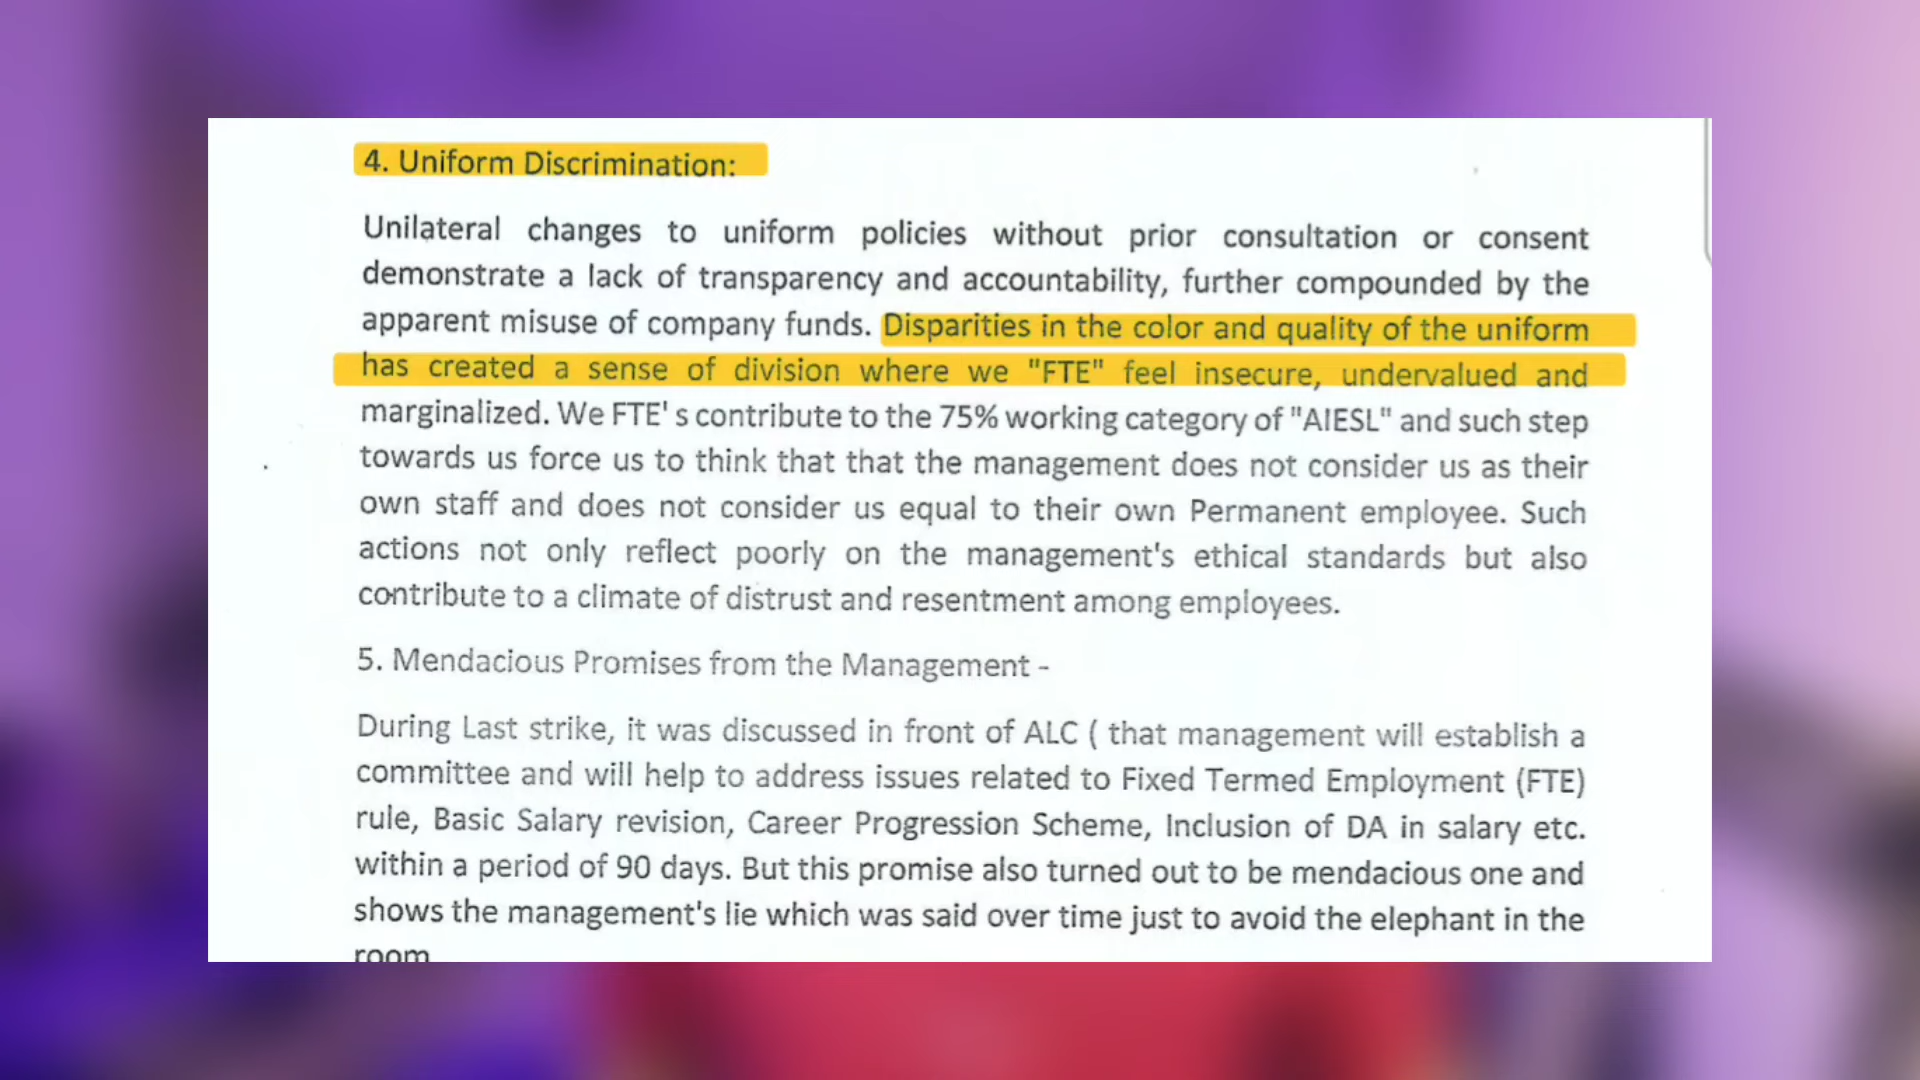 4. Uniform Discrimination:
Unilateral changes to uniform policies without prior consultation or consent
demonstrate a lack of transparency and accountability, further compounded by the
apparent misuse of company funds. Disparities in the color and quality of the uniform
has created a sense of division where we "FTE" feel insecure, undervalued and
marginalized. We FTE' s contribute to the 75% working category of "AIESL" and such step
towards us force us to think that that the management does not consider us as their
own staff and does not consider us equal to their own Permanent employee. Such
actions not only reflect poorly on the management's ethical standards but also
contribute to a climate of distrust and resentment among employees.
5. Mendacious Promises from the Management -
During Last strike, it was discussed in front of ALC ( that management will establish a
committee and will help to address issues related to Fixed Termed Employment (FTE)
rule, Basic Salary revision, Career Progression Scheme, Inclusion of DA in salary etc.
within a period of 90 days. But this promise also turned out to be mendacious one and
shows the management's lie which was said over time just to avoid the elephant in the
room